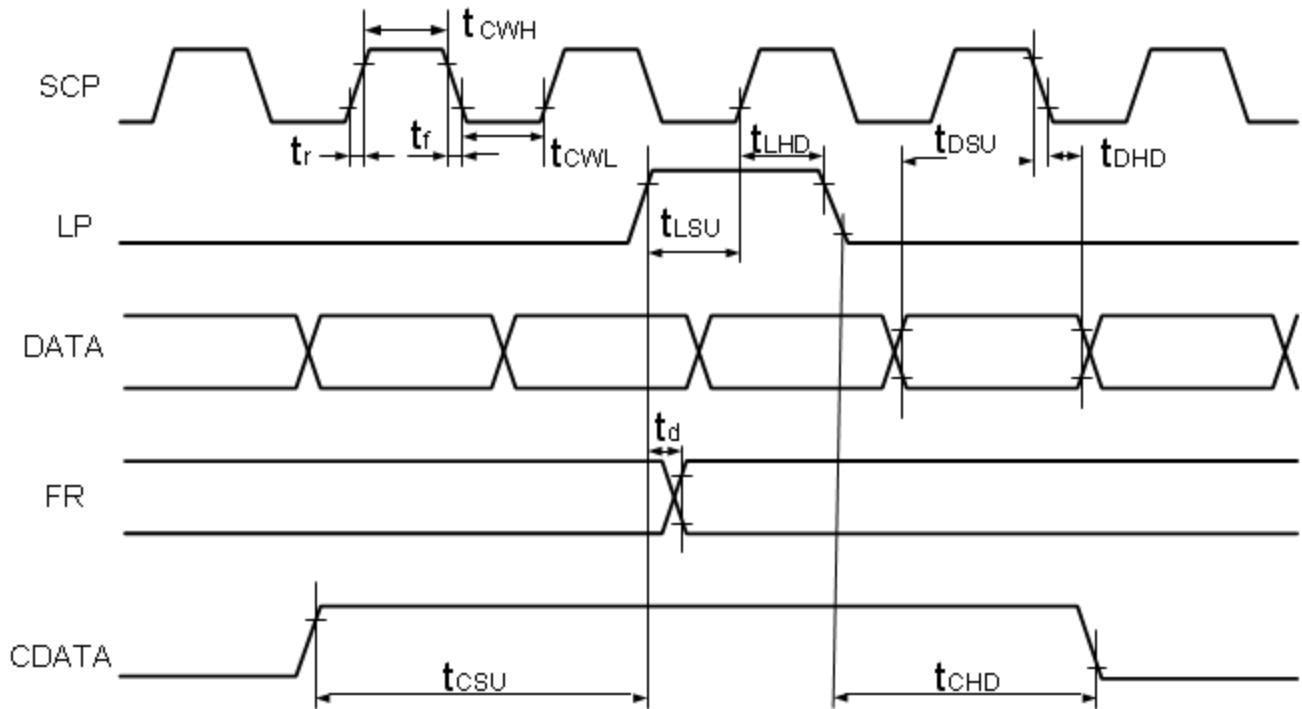 tCWH
SCP
tr
tf
tCWL
tLHD
tDSU
tDHD
LP
tLSU
DATA
td
FR
CDATA
tCSU
tCHD